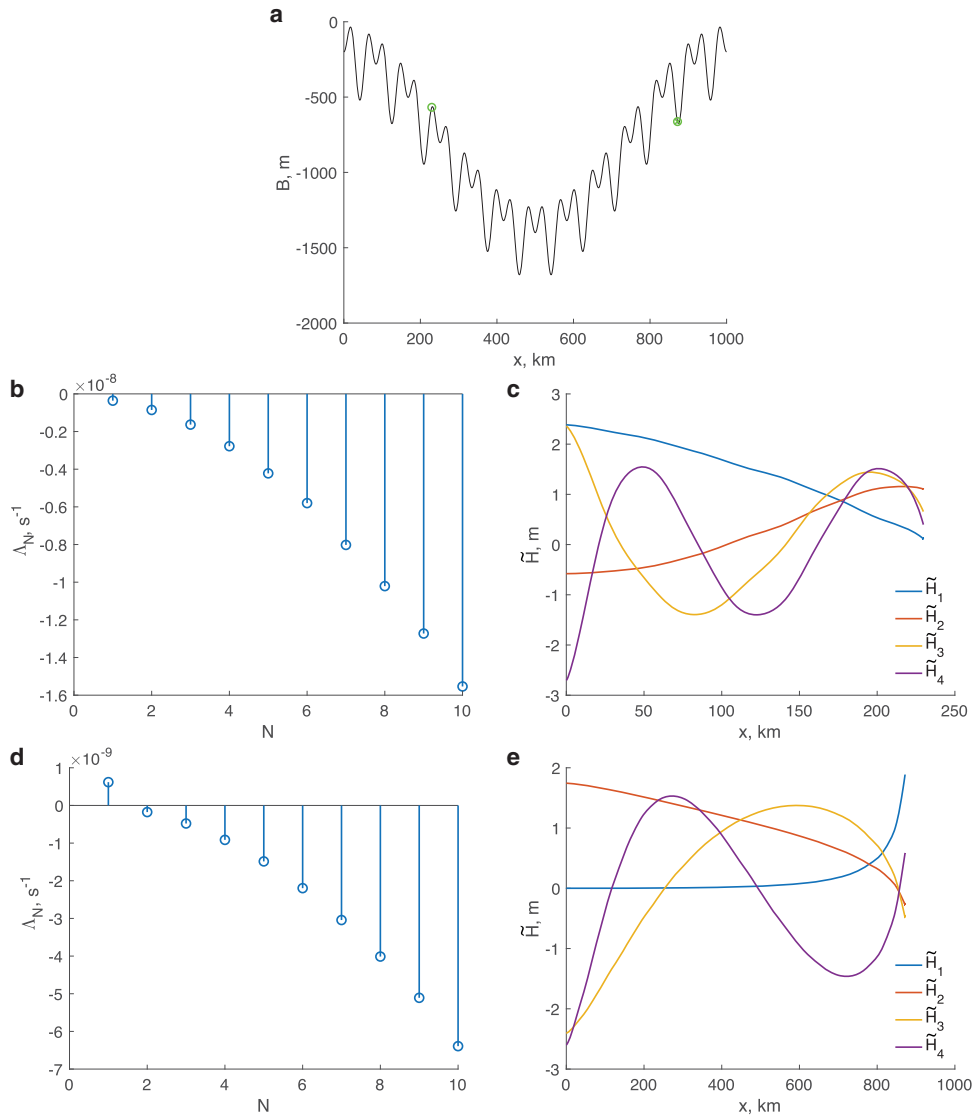 a
0
-500
-1000
-1500
-2000
B, m
0 200 400 600 800 1000
x, km
b
×10-8
0
-0.2
-0.4
-0.6
-0.8
-1
-1.2
-1.4
-1.6
ΛN, s-1
0 2 4 6 8 10
N
c
3
2
1
0
-1
-2
-3
H̃, m
0 50 100 150 200 250
x, km
H̃1
H̃2
H̃3
H̃4
d
×10-9
1
0
-1
-2
-3
-4
-5
-6
-7
ΛN, s-1
0 2 4 6 8 10
N
e
2
1
0
-1
-2
-3
H̃, m
0 200 400 600 800 1000
x, km
H̃1
H̃2
H̃3
H̃4